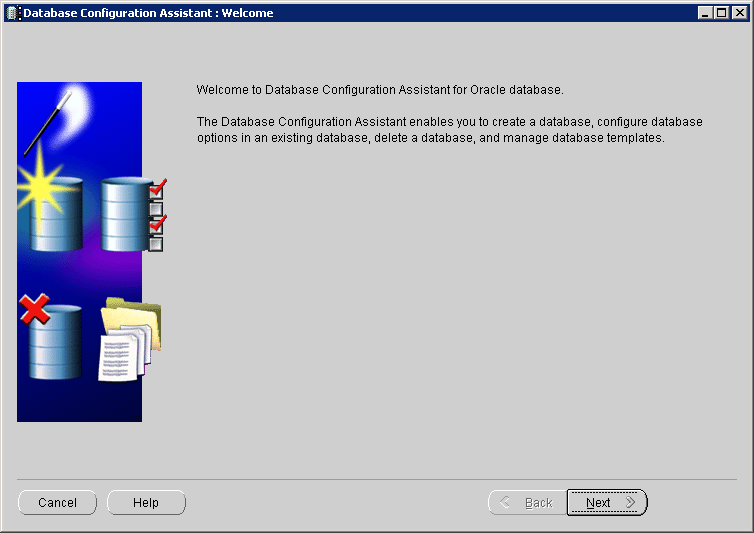 Database Configuration Assistant : Welcome
Welcome to Database Configuration Assistant for Oracle database.
The Database Configuration Assistant enables you to create a database, configure database
options in an existing database, delete a database, and manage database templates.
Cancel
Help
Back
Next